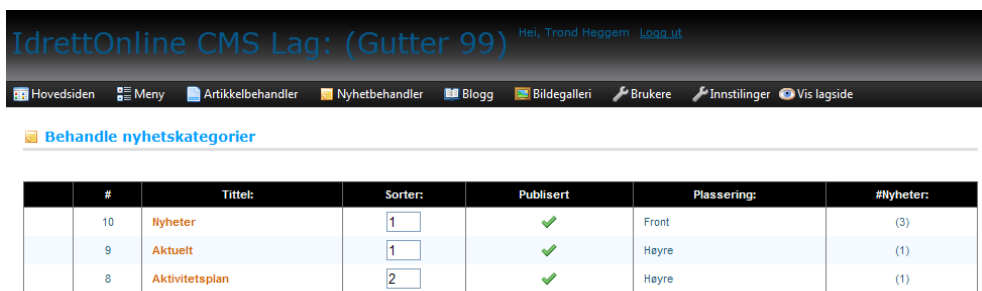 IdrettOnline CMS Lag: (Gutter 99) Hei, Trond Heggem Logg ut
Hovedsiden Meny Artikkelbehandler Nyhetbehandler Blogg Bildegalleri Brukere Innstilinger Vis lagside
Behandle nyhetskategorier
# Tittel: Sorter: Publisert Plassering: #Nyheter:
10 Nyheter 1 Front (3)
9 Aktuelt 1 Høyre (1)
8 Aktivitetsplan 2 Høyre (1)